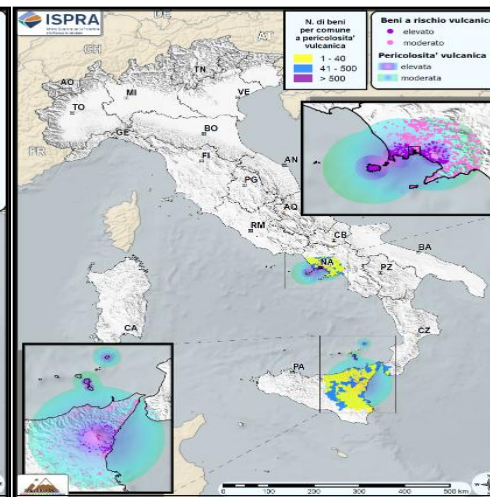 ISPRA
N. di beni
per comune
a pericolosita'
vulcanica
1 - 40
41 - 500
> 500
Beni a rischio vulcanico
elevato
moderato
Pericolosita' vulcanica
elevata
moderata
DE
CH
AT
FR
AO
TN
MI
VE
TO
GE
BO
FI
AN
PG
AQ
RM
CB
BA
NA
PZ
CA
CZ
PA
0
100
200
300
400
500 km